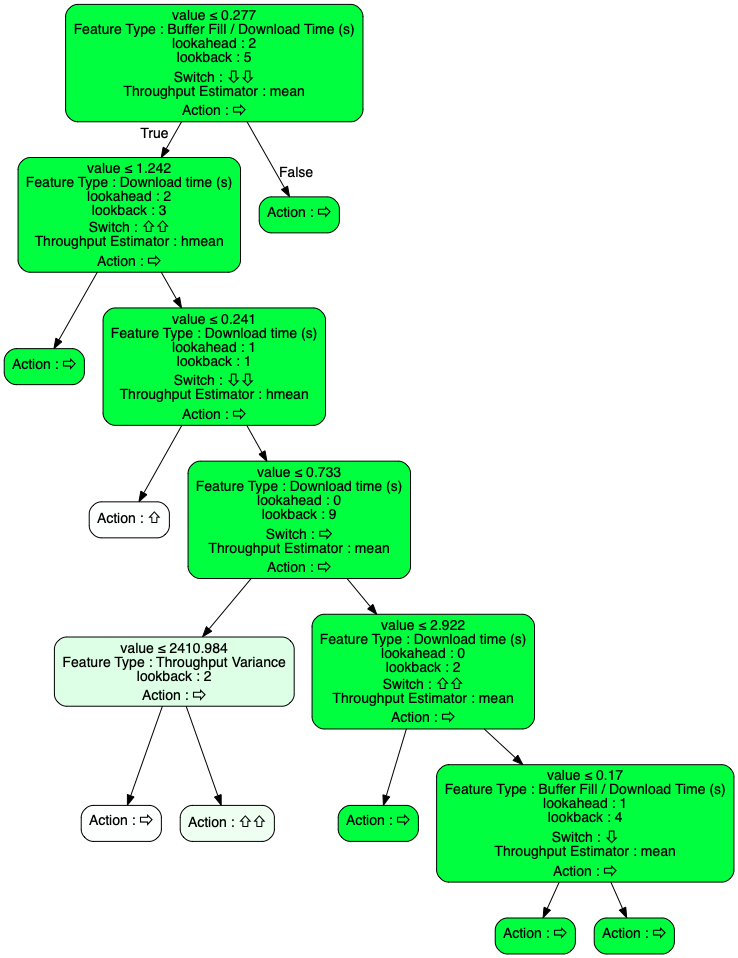 value ≤ 0.277
Feature Type : Buffer Fill / Download Time (s)
lookahead : 2
lookback : 5
Switch : ⇩⇩
Throughput Estimator : mean
Action : ⇨
True
False
value ≤ 1.242
Feature Type : Download time (s)
lookahead : 2
lookback : 3
Switch : ⇧⇧
Throughput Estimator : hmean
Action : ⇨
Action : ⇨
Action : ⇨
value ≤ 0.241
Feature Type : Download time (s)
lookahead : 1
lookback : 1
Switch : ⇩⇩
Throughput Estimator : hmean
Action : ⇨
Action : ⇧
value ≤ 0.733
Feature Type : Download time (s)
lookahead : 0
lookback : 9
Switch : ⇨
Throughput Estimator : mean
Action : ⇨
value ≤ 2410.984
Feature Type : Throughput Variance
lookback : 2
Action : ⇨
value ≤ 2.922
Feature Type : Download time (s)
lookahead : 0
lookback : 2
Switch : ⇧⇧
Throughput Estimator : mean
Action : ⇨
Action : ⇨
Action : ⇧⇧
Action : ⇨
value ≤ 0.17
Feature Type : Buffer Fill / Download Time (s)
lookahead : 1
lookback : 4
Switch : ⇩
Throughput Estimator : mean
Action : ⇨
Action : ⇨
Action : ⇨